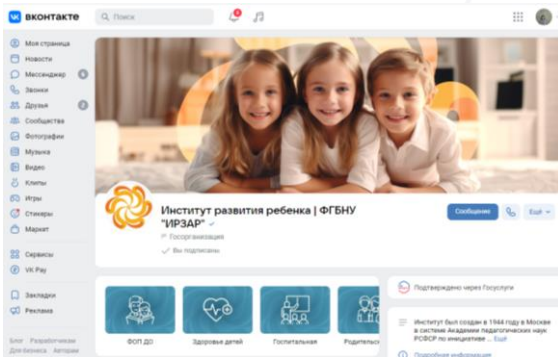 ВКОНТАКТЕ
Поиск
Моя страница
Новости
Мессенджер
Звонки
Друзья
Сообщества
Фотографии
Музыка
Видео
Клипы
Игры
Стикеры
Маркет
Сервисы
VK Pay
Закладки
Реклама
Блог Разработчикам
Для бизнеса Авторам
Институт развития ребенка | ФГБНУ
"ИРЗАР"
Госорганизация
Вы подписаны
Сообщение
Ещё
ФОП ДО
Здоровье детей
Госпитальная
Родительск
Подтверждено через Госуслуги
Институт был создан в 1944 году в Москве
в системе Академии педагогических наук
РСФСР по инициативе ... Ещё
Подробная информация